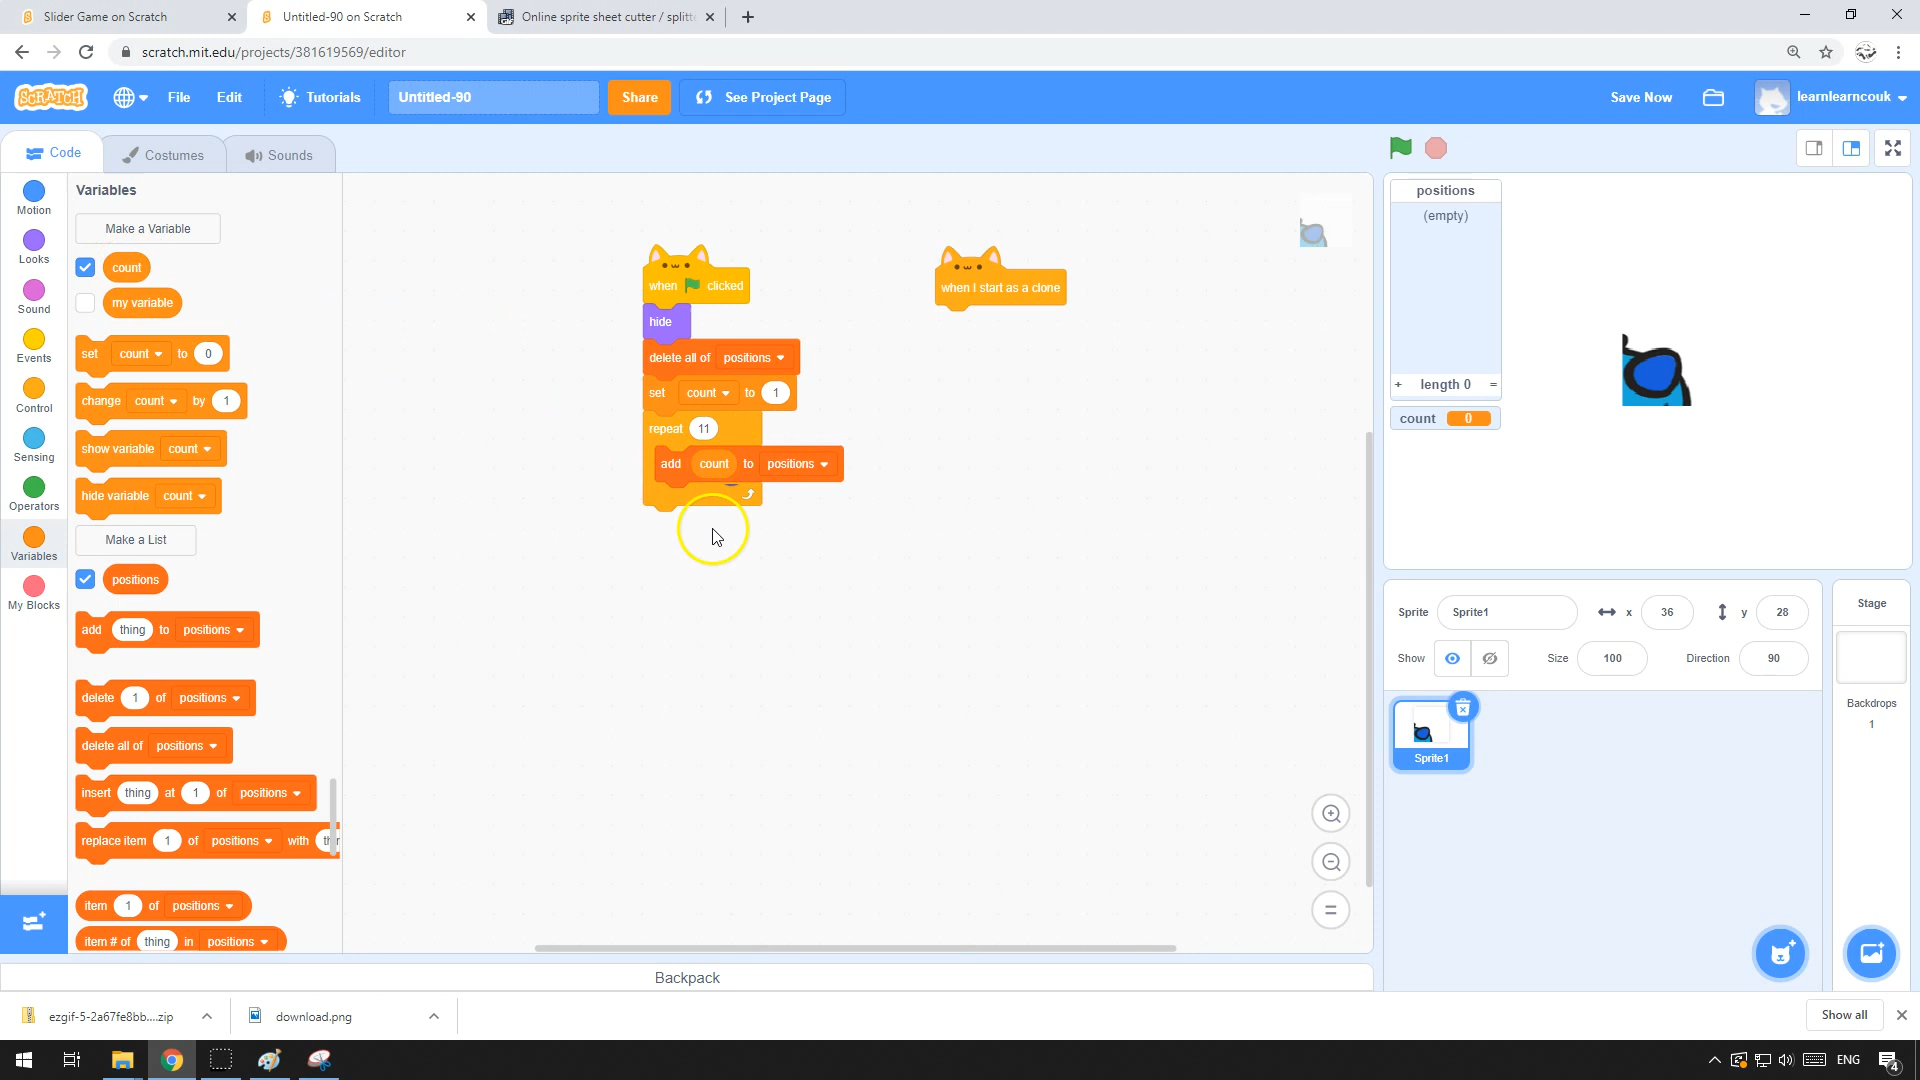 Slider Game on Scratch
Untitled-90 on Scratch
Online sprite sheet cutter / splitt
scratch.mit.edu/projects/381619569/editor
SCRATCH
File
Edit
Tutorials
Untitled-90
Share
See Project Page
Save Now
learnlearncouk
Code
Costumes
Sounds
Motion
Looks
Sound
Events
Control
Sensing
Operators
Variables
My Blocks
Variables
Make a Variable
count
my variable
set count to 0
change count by 1
show variable count
hide variable count
Make a List
positions
add thing to positions
delete 1 of positions
delete all of positions
insert thing at 1 of positions
replace item 1 of positions with
item 1 of positions
item # of thing in positions
when clicked
hide
delete all of positions
set count to 1
repeat 11
add count to positions
when I start as a clone
positions
(empty)
+ length 0 =
count 0
Sprite Sprite1 x 36 y 28
Show Size 100 Direction 90
Sprite1
Stage
Backdrops
1
Backpack
ezgif-5-2a67fe8bb....zip
download.png
Show all
ENG
4